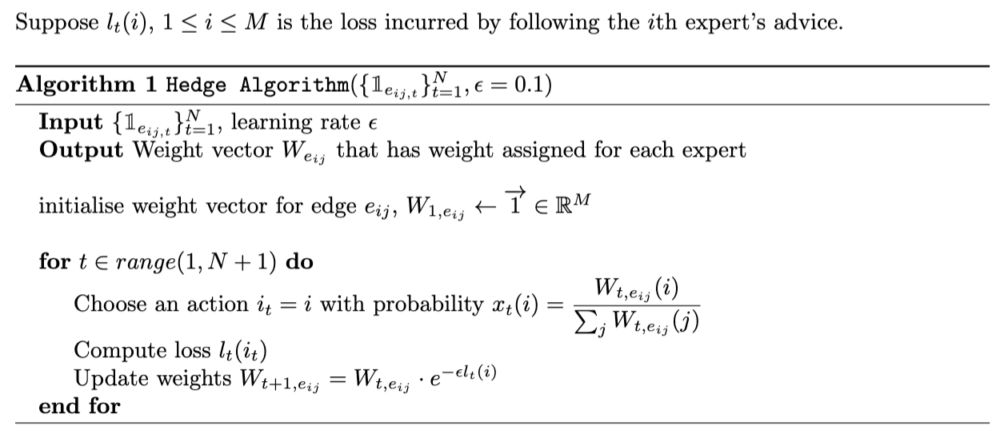 Suppose $l_t(i)$, $1 \leq i \leq M$ is the loss incurred by following the $i$th expert's advice.
Algorithm 1 Hedge Algorithm($\{\mathbb{1}_{e_{ij,t}}\}_{t=1}^{N}, \epsilon = 0.1$)
Input $\{\mathbb{1}_{e_{ij,t}}\}_{t=1}^{N}$, learning rate $\epsilon$
Output Weight vector $W_{e_{ij}}$ that has weight assigned for each expert
initialise weight vector for edge $e_{ij}$, $W_{1,e_{ij}} \leftarrow \overrightarrow{1} \in \mathbb{R}^M$
for $t \in range(1, N+1)$ do
Choose an action $i_t = i$ with probability $x_t(i) = \frac{W_{t,e_{ij}}(i)}{\sum_j W_{t,e_{ij}}(j)}$
Compute loss $l_t(i_t)$
Update weights $W_{t+1,e_{ij}} = W_{t,e_{ij}} \cdot e^{-\epsilon l_t(i)}$
end for